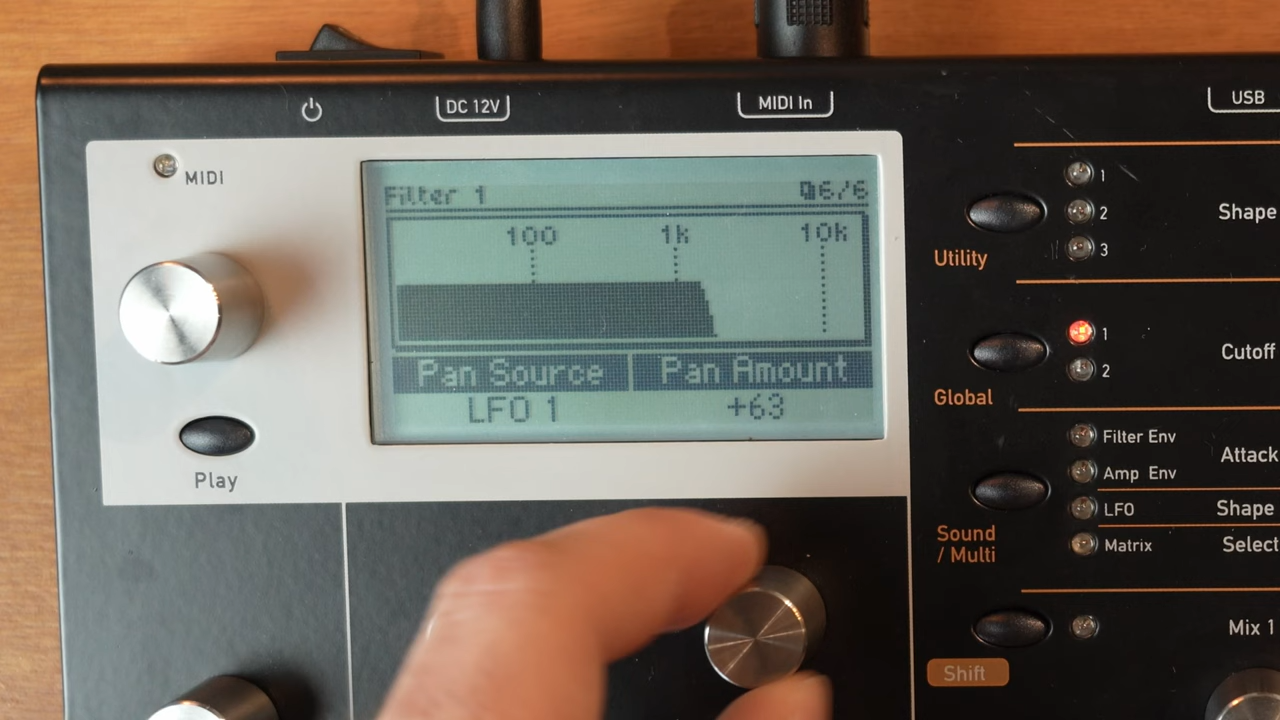 DC 12V
MIDI In
USB
MIDI
Filter 1
6/6
100 1k 10k
Pan Source Pan Amount
LFO 1 +63
Play
1
2
3
Shape
Utility
1
2
Cutoff
Global
Filter Env
Amp Env
Attack
LFO
Shape
Matrix
Select
Sound
/ Multi
Mix 1
Shift